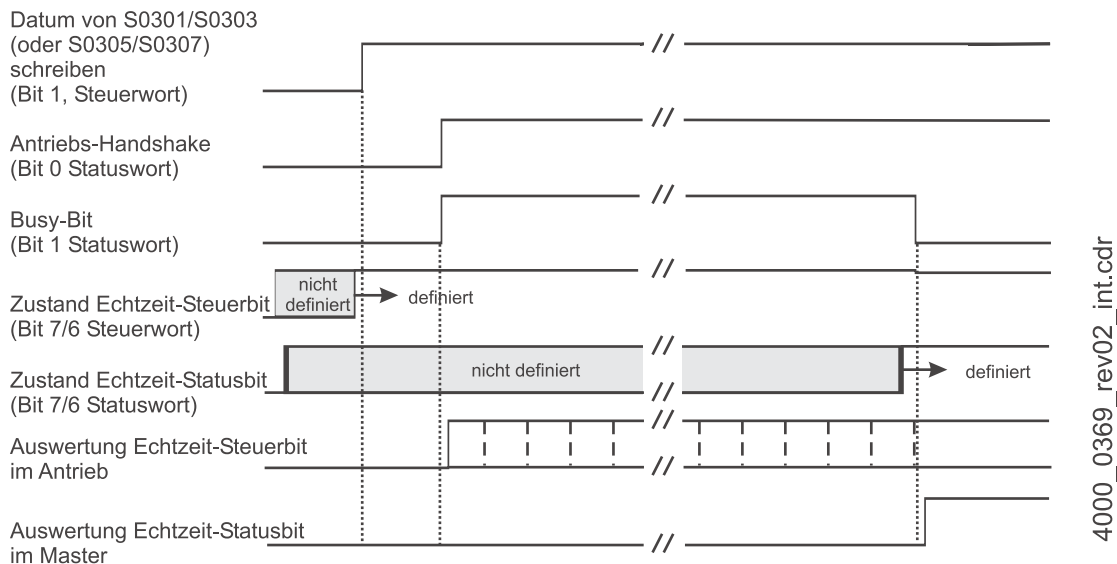 Datum von S0301/S0303
(oder S0305/S0307)
schreiben
(Bit 1, Steuerwort)
Antriebs-Handshake
(Bit 0 Statuswort)
Busy-Bit
(Bit 1 Statuswort)
Zustand Echtzeit-Steuerbit
(Bit 7/6 Steuerwort)
nicht
definiert
definiert
Zustand Echtzeit-Statusbit
(Bit 7/6 Statuswort)
nicht definiert
definiert
Auswertung Echtzeit-Steuerbit
im Antrieb
Auswertung Echtzeit-Statusbit
im Master
4000_0369_rev02_int.cdr